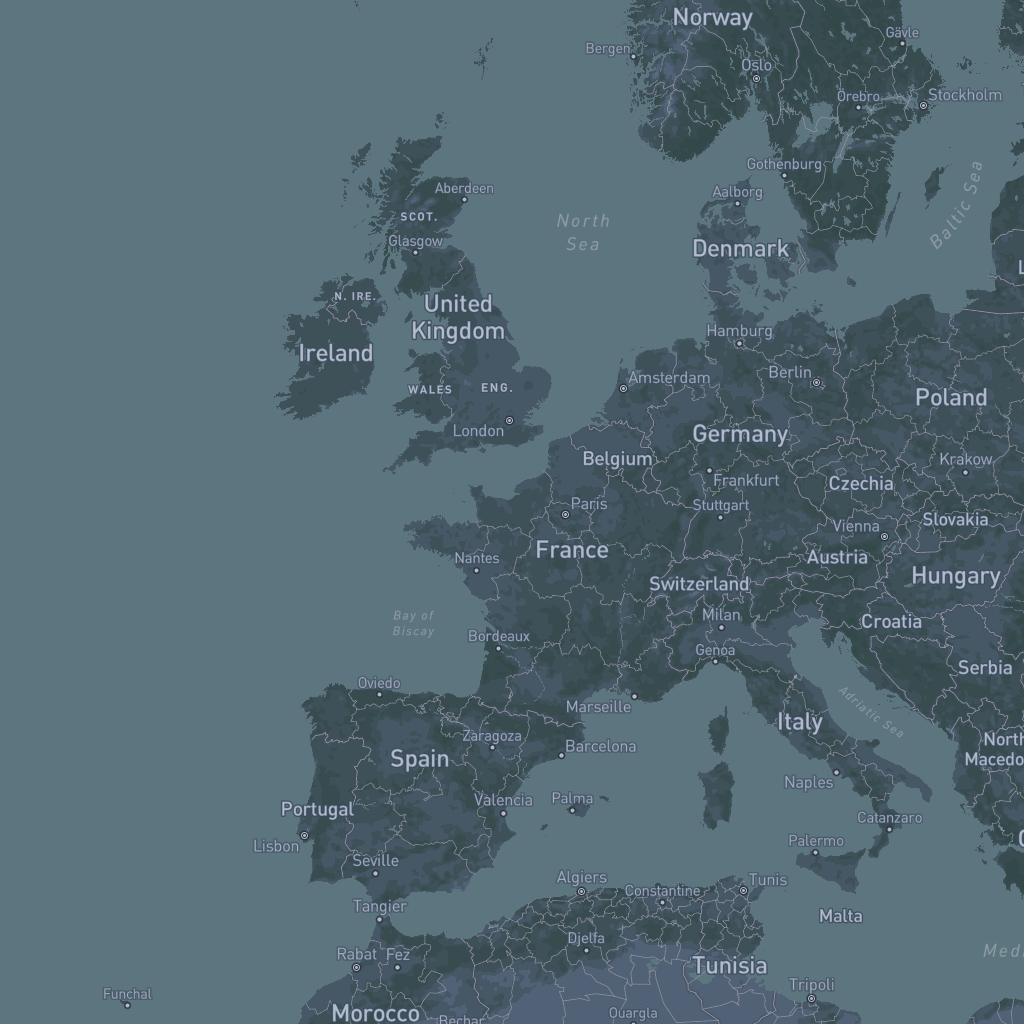 Norway
Gävle
Bergen
Oslo
Örebro
Stockholm
Gothenburg
Aberdeen
Aalborg
SCOT.
North
Sea
Baltic Sea
Glasgow
Denmark
N. IRE.
United
Kingdom
Hamburg
Ireland
Berlin
Amsterdam
WALES
ENG.
Poland
London
Germany
Belgium
Krakow
Frankfurt
Czechia
Paris
Stuttgart
Slovakia
Vienna
France
Nantes
Austria
Hungary
Switzerland
Bay of
Biscay
Milan
Croatia
Bordeaux
Genoa
Serbia
Oviedo
Marseille
Adriatic Sea
Italy
Zaragoza
North
Macedo
Barcelona
Spain
Naples
Valencia
Palma
Portugal
Catanzaro
Lisbon
Palermo
Seville
Algiers
Constantine
Tunis
Tangier
Malta
Djelfa
Rabat
Fez
Med
Tunisia
Tripoli
Funchal
Morocco
Ouargla
Bechar